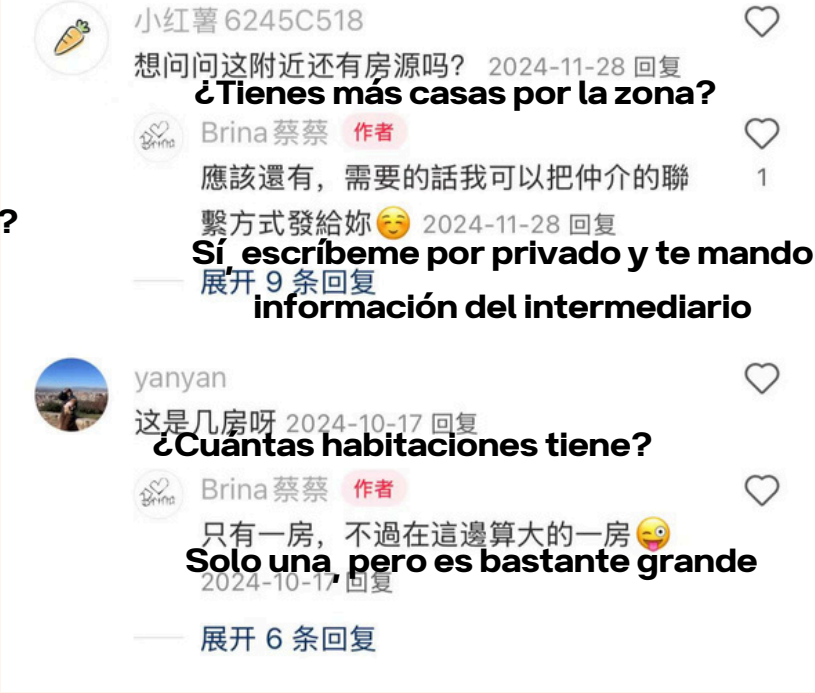 小红薯6245C518
想问问这附近还有房源吗? 2024-11-28 回复
¿Tienes más casas por la zona?
Brina
Brina蔡蔡 作者
應該還有，需要的話我可以把仲介的聯
1
?
繫方式發給妳☺️ 2024-11-28 回复
Sí, escríbeme por privado y te mando
展开 9 条回复
información del intermediario
yanyan
这是几房呀 2024-10-17 回复
¿Cuántas habitaciones tiene?
Brina
Brina蔡蔡 作者
只有一房，不過在這邊算大的一房😜
Solo una, pero es bastante grande
2024-10-17 回复
展开 6 条回复